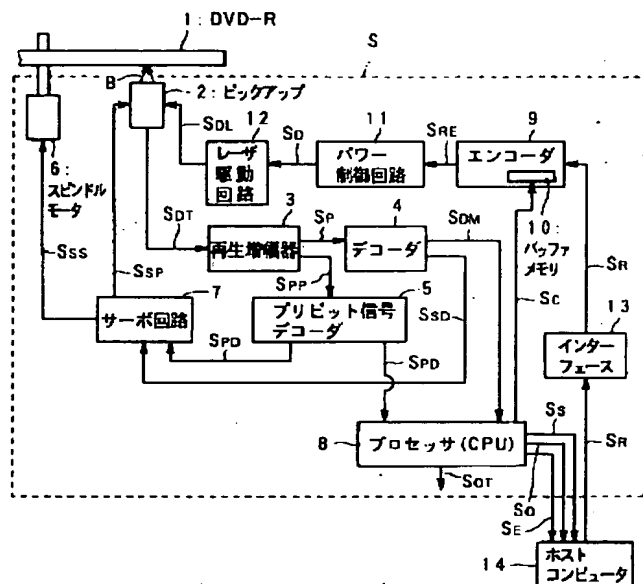 1: DVD-R
S
B
2: ピックアップ
12
11
9
SDL
レーザ
駆動
回路
SD
パワー
制御回路
SRE
エンコーダ
6:
スピンドル
モータ
10:
バッファ
メモリ
SDT
3
再生増幅器
SP
4
デコーダ
SDM
SSS
SSP
SPP
SSD
SC
SR
7
サーボ回路
5
プリピット信号
デコーダ
13
インター
フェース
SPD
SPD
8
プロセッサ(CPU)
SS
SO
SE
SR
SOT
14
ホスト
コンピュータ